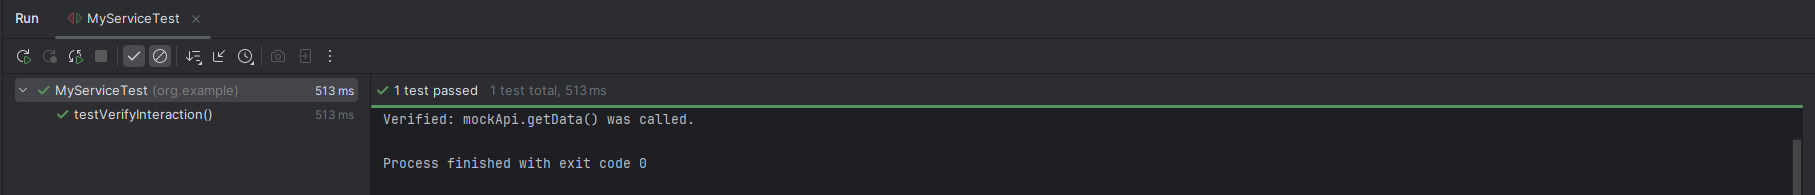 Run MyServiceTest
MyServiceTest (org.example) 513 ms
testVerifyInteraction() 513 ms
1 test passed 1 test total, 513 ms
Verified: mockApi.getData() was called.
Process finished with exit code 0